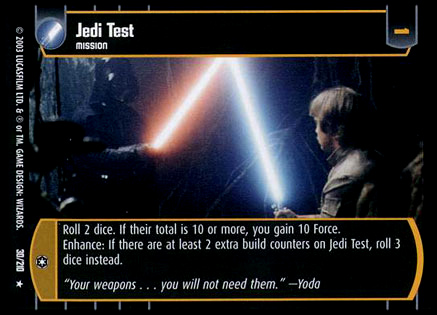 Jedi Test
MISSION
1
Roll 2 dice. If their total is 10 or more, you gain 10 Force.
Enhance: If there are at least 2 extra build counters on Jedi Test, roll 3
dice instead.
"Your weapons . . . you will not need them." –Yoda
© 2003 LUCASFILM LTD. & ® or TM. GAME DESIGN: WIZARDS.
30/210